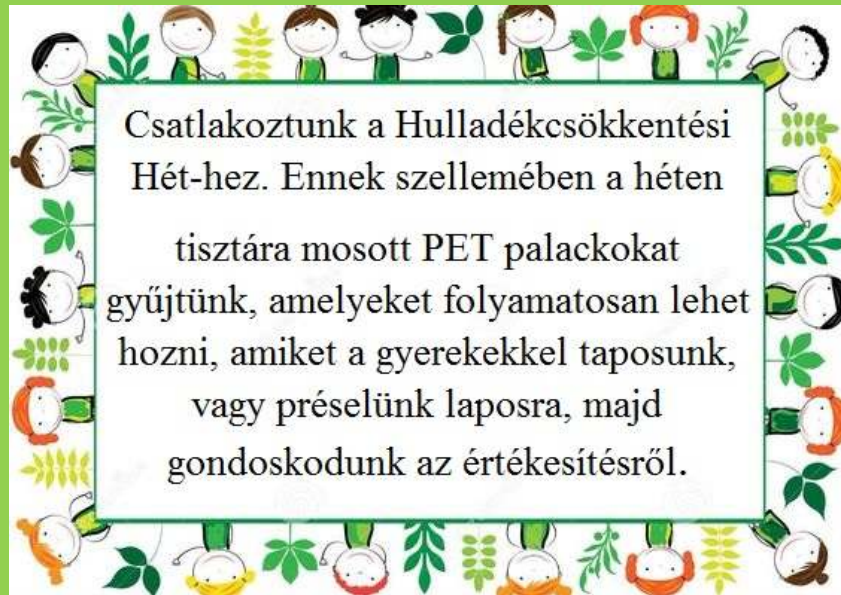 Csatlakoztunk a Hulladékcsökkentési
Hét-hez. Ennek szellemében a héten
tisztára mosott PET palackokat
gyűjtünk, amelyeket folyamatosan lehet
hozni, amiket a gyerekekkel taposunk,
vagy préselünk laposra, majd
gondoskodunk az értékesítésről.